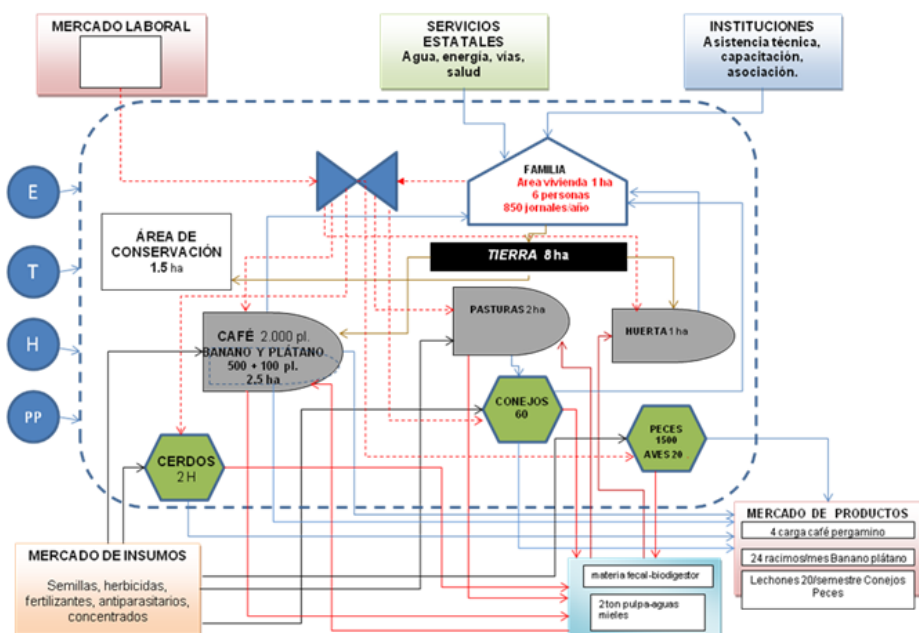 MERCADO LABORAL
SERVICIOS
ESTATALES
Agua, energía, vías,
salud
INSTITUCIONES
Asistencia técnica,
capacitación,
asociación.
E
T
H
PP
FAMILIA
Area vivienda 1 ha
6 personas
850 jornales/año
ÁREA DE
CONSERVACIÓN
1.5 ha
TIERRA 8 ha
CAFÉ 2.000 pl.
BANANO Y PLÁTANO
500 + 100 pl.
2.5 ha
PASTURAS 2 ha
HUERTA 1 ha
CONEJOS
60
PECES
1500
AVES 20 .
CERDOS
2 H
MERCADO DE INSUMOS
Semillas, herbicidas,
fertilizantes, antiparasitarios,
concentrados
materia fecal-biodigestor
2ton pulpa-aguas
mieles
MERCADO DE PRODUCTOS
4 carga café pergamino
24 racimos/mes Banano plátano
Lechones 20/semestre Conejos
Peces